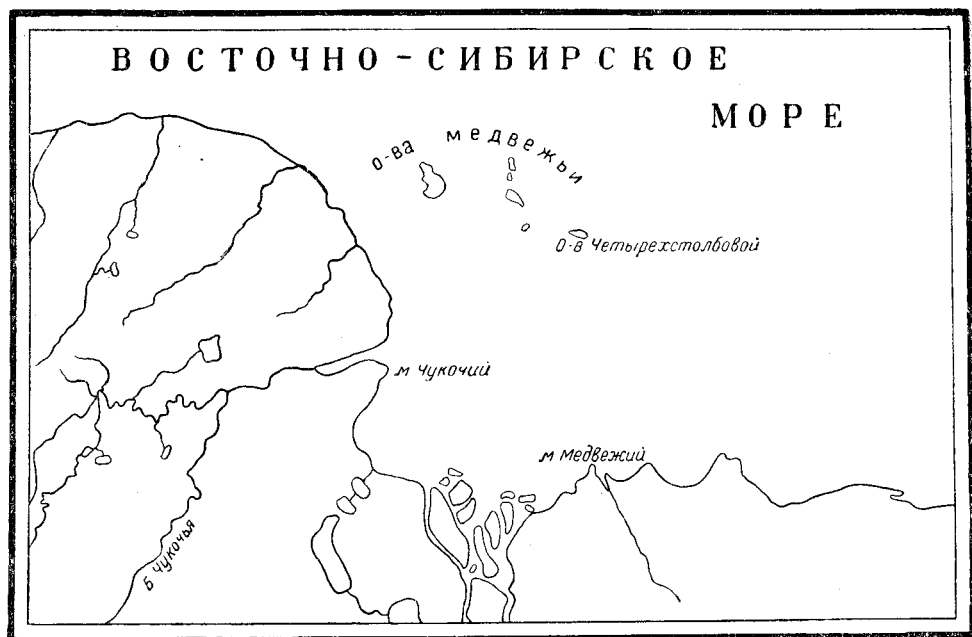 ВОСТОЧНО-СИБИРСКОЕ
МОРЕ
о-ва медвежьи
О-в Четырехстолбовой
м Чукочий
м Медвежий
Б Чукочья